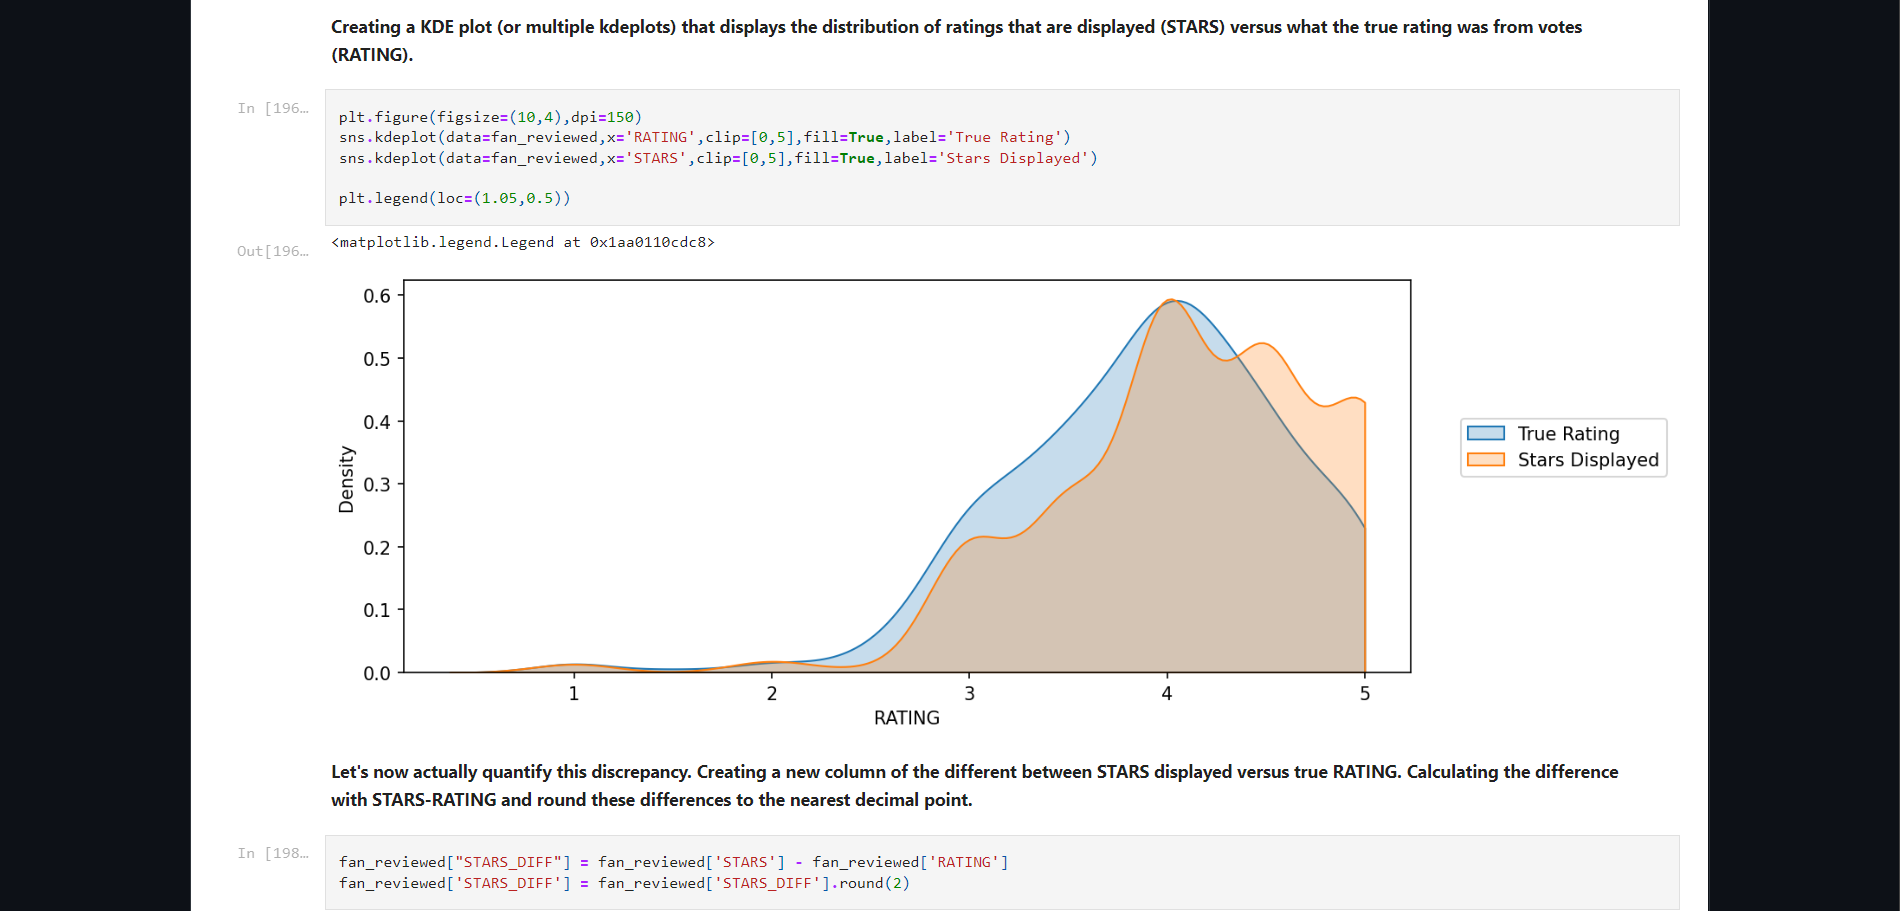 Creating a KDE plot (or multiple kdeplots) that displays the distribution of ratings that are displayed (STARS) versus what the true rating was from votes
(RATING).
In [196…
plt.figure(figsize=(10,4),dpi=150)
sns.kdeplot(data=fan_reviewed,x='RATING',clip=[0,5],fill=True,label='True Rating')
sns.kdeplot(data=fan_reviewed,x='STARS',clip=[0,5],fill=True,label='Stars Displayed')
plt.legend(loc=(1.05,0.5))
Out[196…
<matplotlib.legend.Legend at 0x1aa0110cdc8>
0.6
0.5
0.4
0.3
0.2
0.1
0.0
Density
1 2 3 4 5
RATING
True Rating
Stars Displayed
Let's now actually quantify this discrepancy. Creating a new column of the different between STARS displayed versus true RATING. Calculating the difference
with STARS-RATING and round these differences to the nearest decimal point.
In [198…
fan_reviewed["STARS_DIFF"] = fan_reviewed['STARS'] - fan_reviewed['RATING']
fan_reviewed['STARS_DIFF'] = fan_reviewed['STARS_DIFF'].round(2)